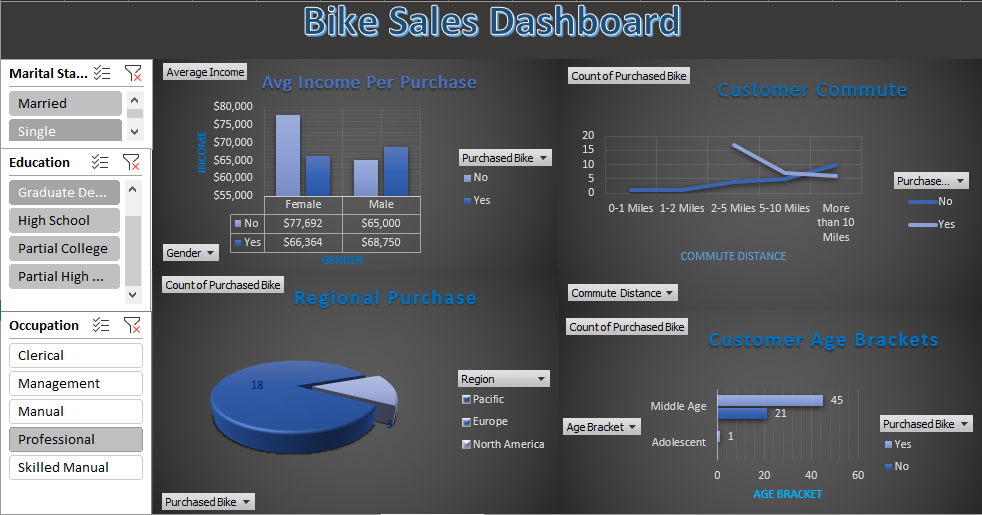 Bike Sales Dashboard
Marital Sta...
Married
Single
Education
Graduate De...
High School
Partial College
Partial High ...
Occupation
Clerical
Management
Manual
Professional
Skilled Manual
Average Income
Avg Income Per Purchase
INCOME
$80,000
$75,000
$70,000
$65,000
$60,000
$55,000
Female Male
No $77,692 $65,000
Yes $66,364 $68,750
GENDER
Purchased Bike
No
Yes
Gender
Count of Purchased Bike
Customer Commute
20
15
10
5
0
0-1 Miles 1-2 Miles 2-5 Miles 5-10 Miles More
than 10
Miles
COMMUTE DISTANCE
Purchase...
No
Yes
Commute Distance
Count of Purchased Bike
Regional Purchase
18
3
Region
Pacific
Europe
North America
Purchased Bike
Count of Purchased Bike
Customer Age Brackets
Age Bracket
Middle Age
45
21
Adolescent
1
0 20 40 60
AGE BRACKET
Purchased Bike
Yes
No